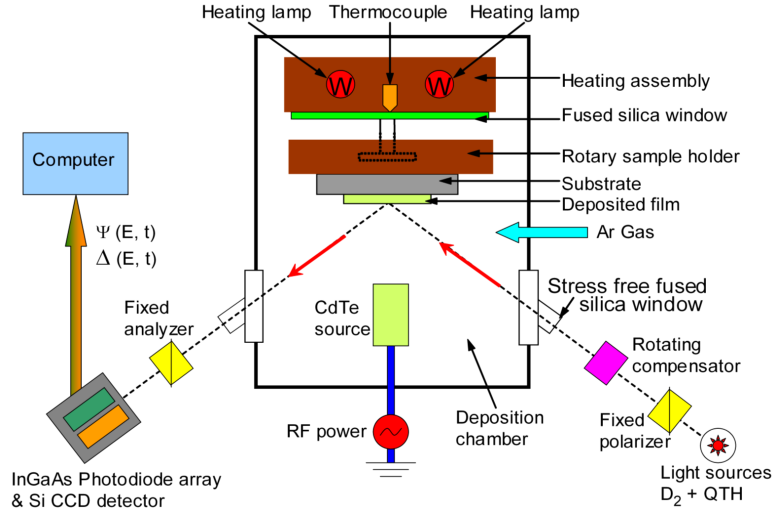 Heating lamp
Thermocouple
Heating lamp
W
W
Heating assembly
Fused silica window
Computer
Rotary sample holder
Substrate
Deposited film
Ψ (E, t)
Δ (E, t)
Ar Gas
Stress free fused
silica window
CdTe
source
Fixed
analyzer
Rotating
compensator
Deposition
chamber
RF power
Fixed
polarizer
InGaAs Photodiode array
& Si CCD detector
Light sources
D₂ + QTH